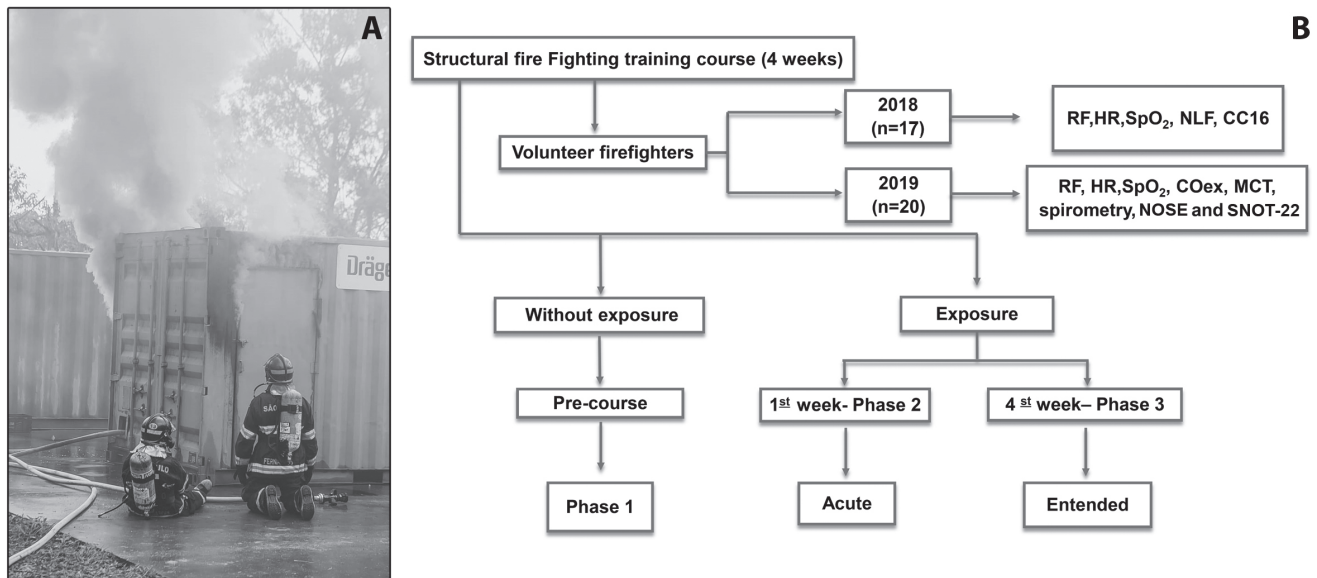 A
Dräge
SÃO
FERN
B
Structural fire Fighting training course (4 weeks)
Volunteer firefighters
2018
(n=17)
RF,HR,SpO₂, NLF, CC16
2019
(n=20)
RF, HR,SpO₂, COex, MCT,
spirometry, NOSE and SNOT-22
Without exposure
Exposure
Pre-course
1st week- Phase 2
4 st week– Phase 3
Phase 1
Acute
Entended